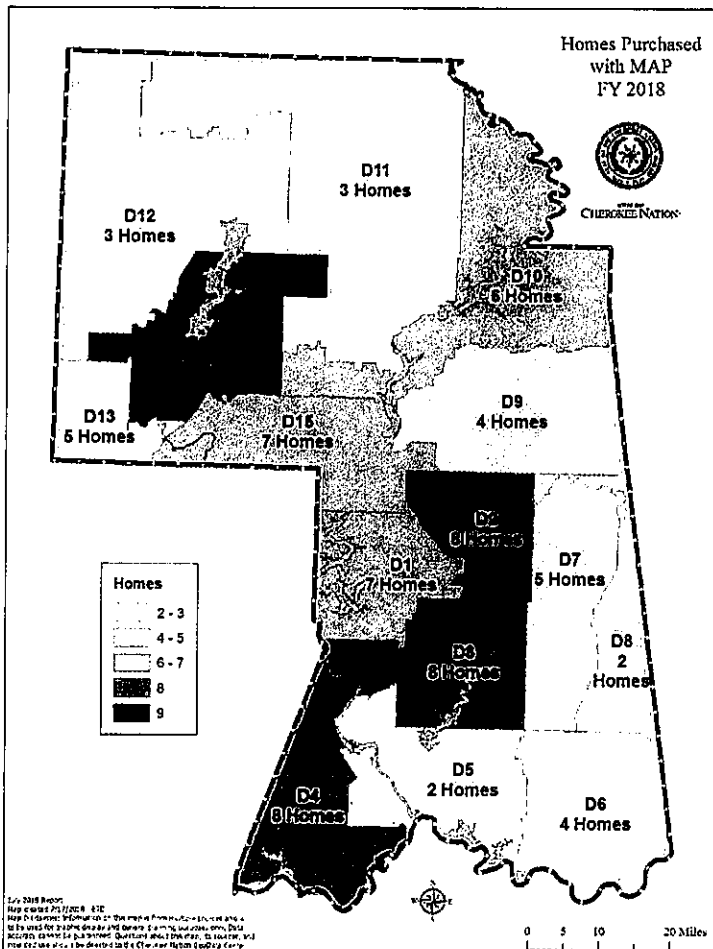 Homes Purchased
with MAP
FY 2018
CHEROKEE NATION
D11
3 Homes
D12
3 Homes
D10
6 Homes
D9
4 Homes
D13
5 Homes
D15
7 Homes
D2
8 Homes
D7
5 Homes
D1
7 Homes
Homes
2 - 3
4 - 5
6 - 7
8
9
D3
8 Homes
D8
2
Homes
D5
2 Homes
D6
4 Homes
D4
8 Homes
July 2018 Report
0 5 10 20 Miles